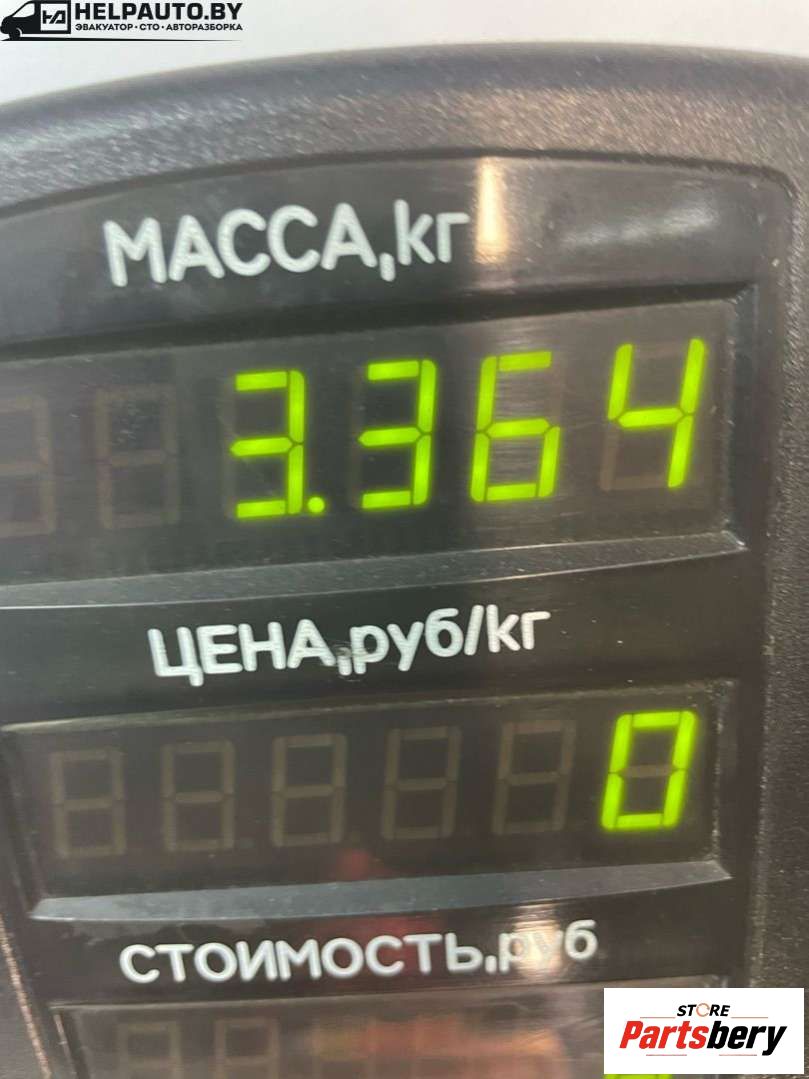 HELPAUTO.BY
ЭВАКУАТОР • СТО • АВТОРАЗБОРКА
МАССА,кг
3.364
ЦЕНА,руб/кг
0
СТОИМОСТЬ,руб
STORE
Partsbery